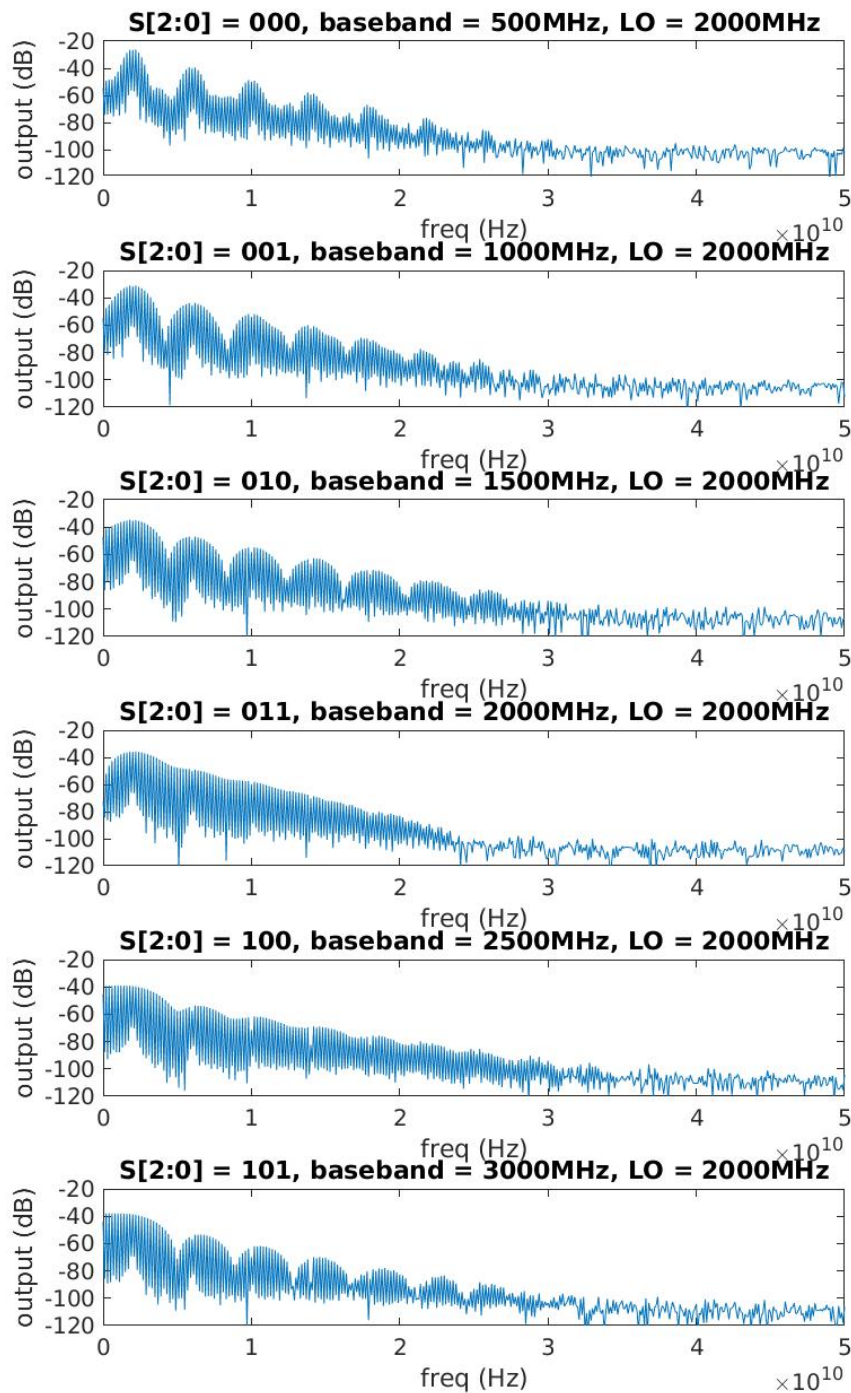 S[2:0] = 000, baseband = 500MHz, LO = 2000MHz
output (dB)
-20
-40
-60
-80
-100
-120
0 1 2 3 4 5
freq (Hz)
×10^10
S[2:0] = 001, baseband = 1000MHz, LO = 2000MHz
output (dB)
-20
-40
-60
-80
-100
-120
0 1 2 3 4 5
freq (Hz)
×10^10
S[2:0] = 010, baseband = 1500MHz, LO = 2000MHz
output (dB)
-20
-40
-60
-80
-100
-120
0 1 2 3 4 5
freq (Hz)
×10^10
S[2:0] = 011, baseband = 2000MHz, LO = 2000MHz
output (dB)
-20
-40
-60
-80
-100
-120
0 1 2 3 4 5
freq (Hz)
×10^10
S[2:0] = 100, baseband = 2500MHz, LO = 2000MHz
output (dB)
-20
-40
-60
-80
-100
-120
0 1 2 3 4 5
freq (Hz)
×10^10
S[2:0] = 101, baseband = 3000MHz, LO = 2000MHz
output (dB)
-20
-40
-60
-80
-100
-120
0 1 2 3 4 5
freq (Hz)
×10^10